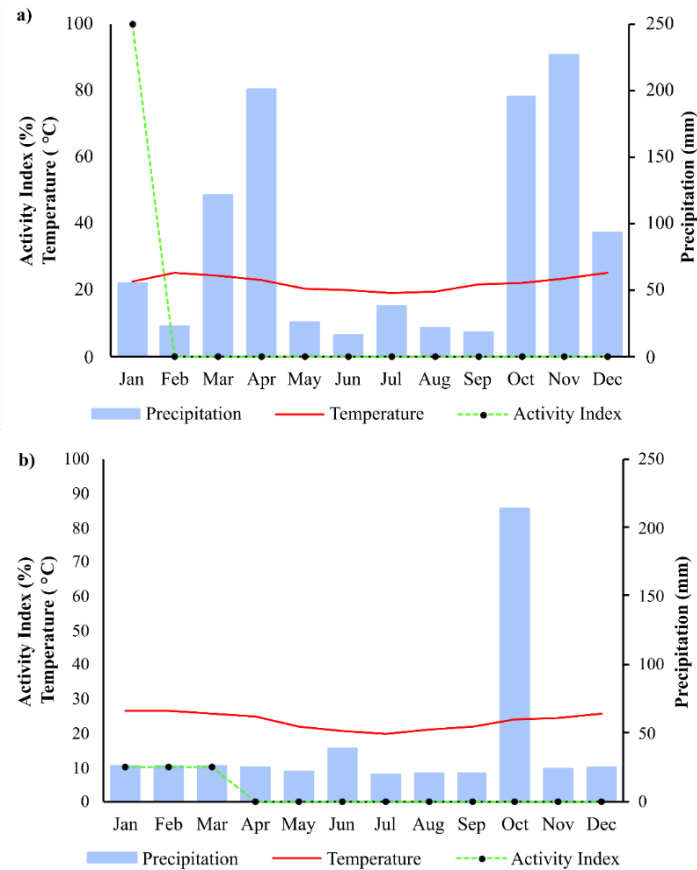 a)
100
80
60
40
20
0
Activity Index (%)
Temperature ( °C)
250
200
150
100
50
0
Precipitation (mm)
Jan Feb Mar Apr May Jun Jul Aug Sep Oct Nov Dec
Precipitation Temperature Activity Index
b)
100
90
80
70
60
50
40
30
20
10
0
Activity Index (%)
Temperature ( °C)
250
200
150
100
50
0
Precipitation (mm)
Jan Feb Mar Apr May Jun Jul Aug Sep Oct Nov Dec
Precipitation Temperature Activity Index